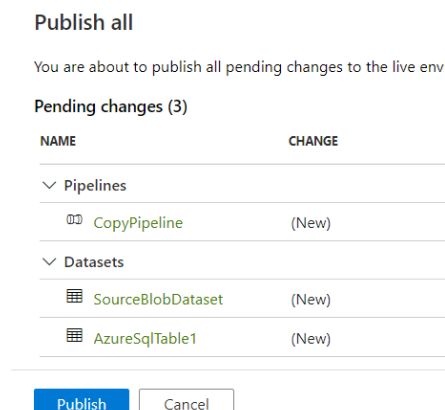 Publish all
You are about to publish all pending changes to the live env
Pending changes (3)
NAME CHANGE
Pipelines
CopyPipeline (New)
Datasets
SourceBlobDataset (New)
AzureSqlTable1 (New)
Publish Cancel